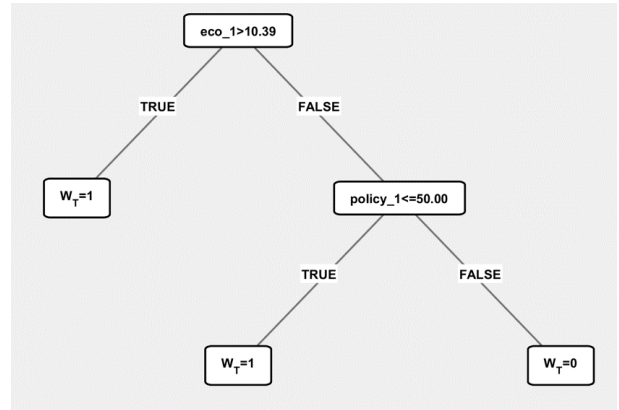 eco_1>10.39
TRUE
FALSE
W_T=1
policy_1<=50.00
TRUE
FALSE
W_T=1
W_T=0